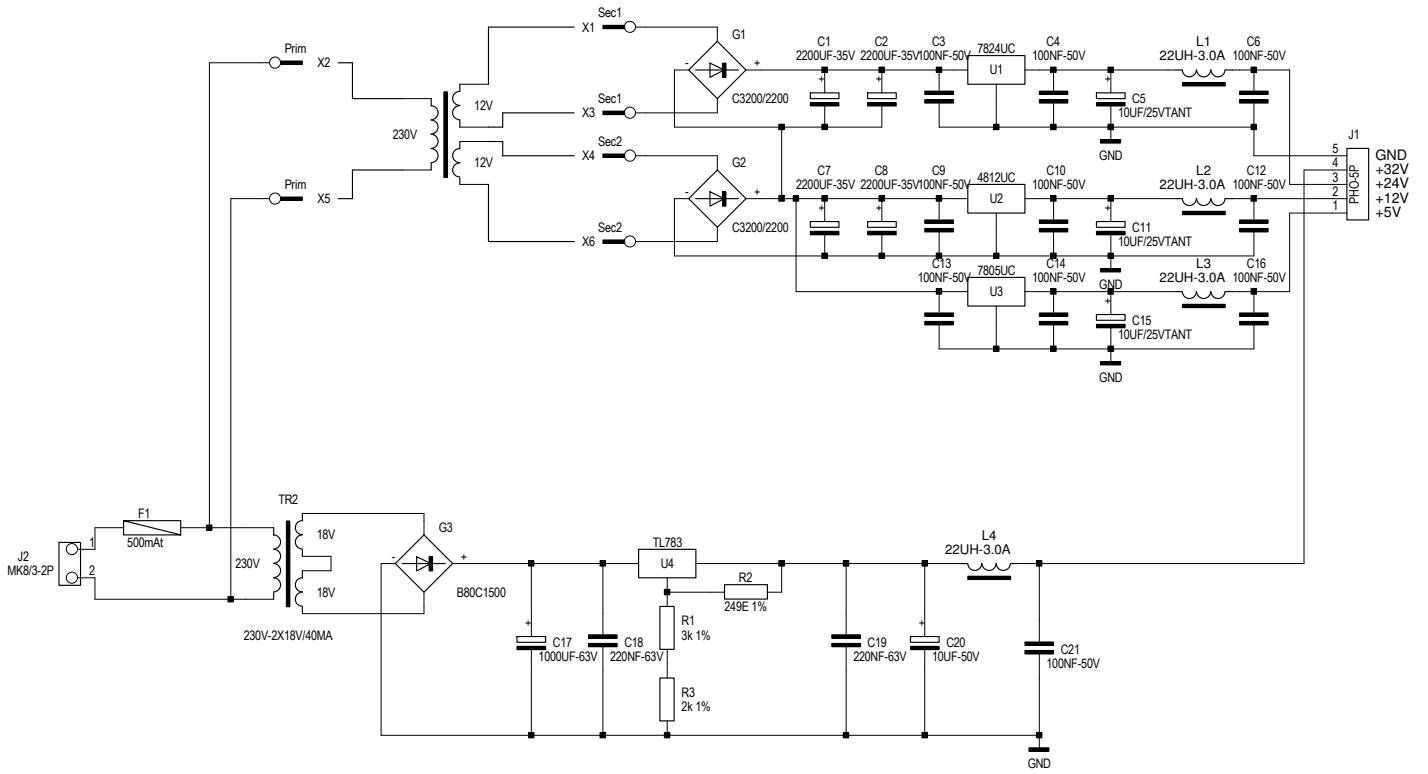 Sec1
X1
G1
C1
2200UF-35V
C2
2200UF-35V
C3
100NF-50V
7824UC
U1
C4
100NF-50V
L1
22UH-3.0A
C6
100NF-50V
Prim
X2
-
+
12V
Sec1
X3
C3200/2200
+
+
+
C5
10UF/25VTANT
230V
GND
J1
Sec2
X4
12V
G2
C7
2200UF-35V
C8
2200UF-35V
C9
100NF-50V
4812UC
U2
C10
100NF-50V
L2
22UH-3.0A
C12
100NF-50V
5
GND
4
+32V
3
+24V
2
+12V
1
+5V
PHO-5P
Prim
X5
-
+
Sec2
X6
C3200/2200
+
+
+
C11
10UF/25VTANT
GND
C13
100NF-50V
7805UC
U3
C14
100NF-50V
L3
22UH-3.0A
C16
100NF-50V
+
C15
10UF/25VTANT
GND
TR2
F1
500mAt
18V
G3
J2
MK8/3-2P
1
2
230V
-
+
18V
B80C1500
230V-2X18V/40MA
TL783
U4
L4
22UH-3.0A
R2
249E 1%
+
C17
1000UF-63V
C18
220NF-63V
R1
3k 1%
R3
2k 1%
C19
220NF-63V
+
C20
10UF-50V
C21
100NF-50V
GND